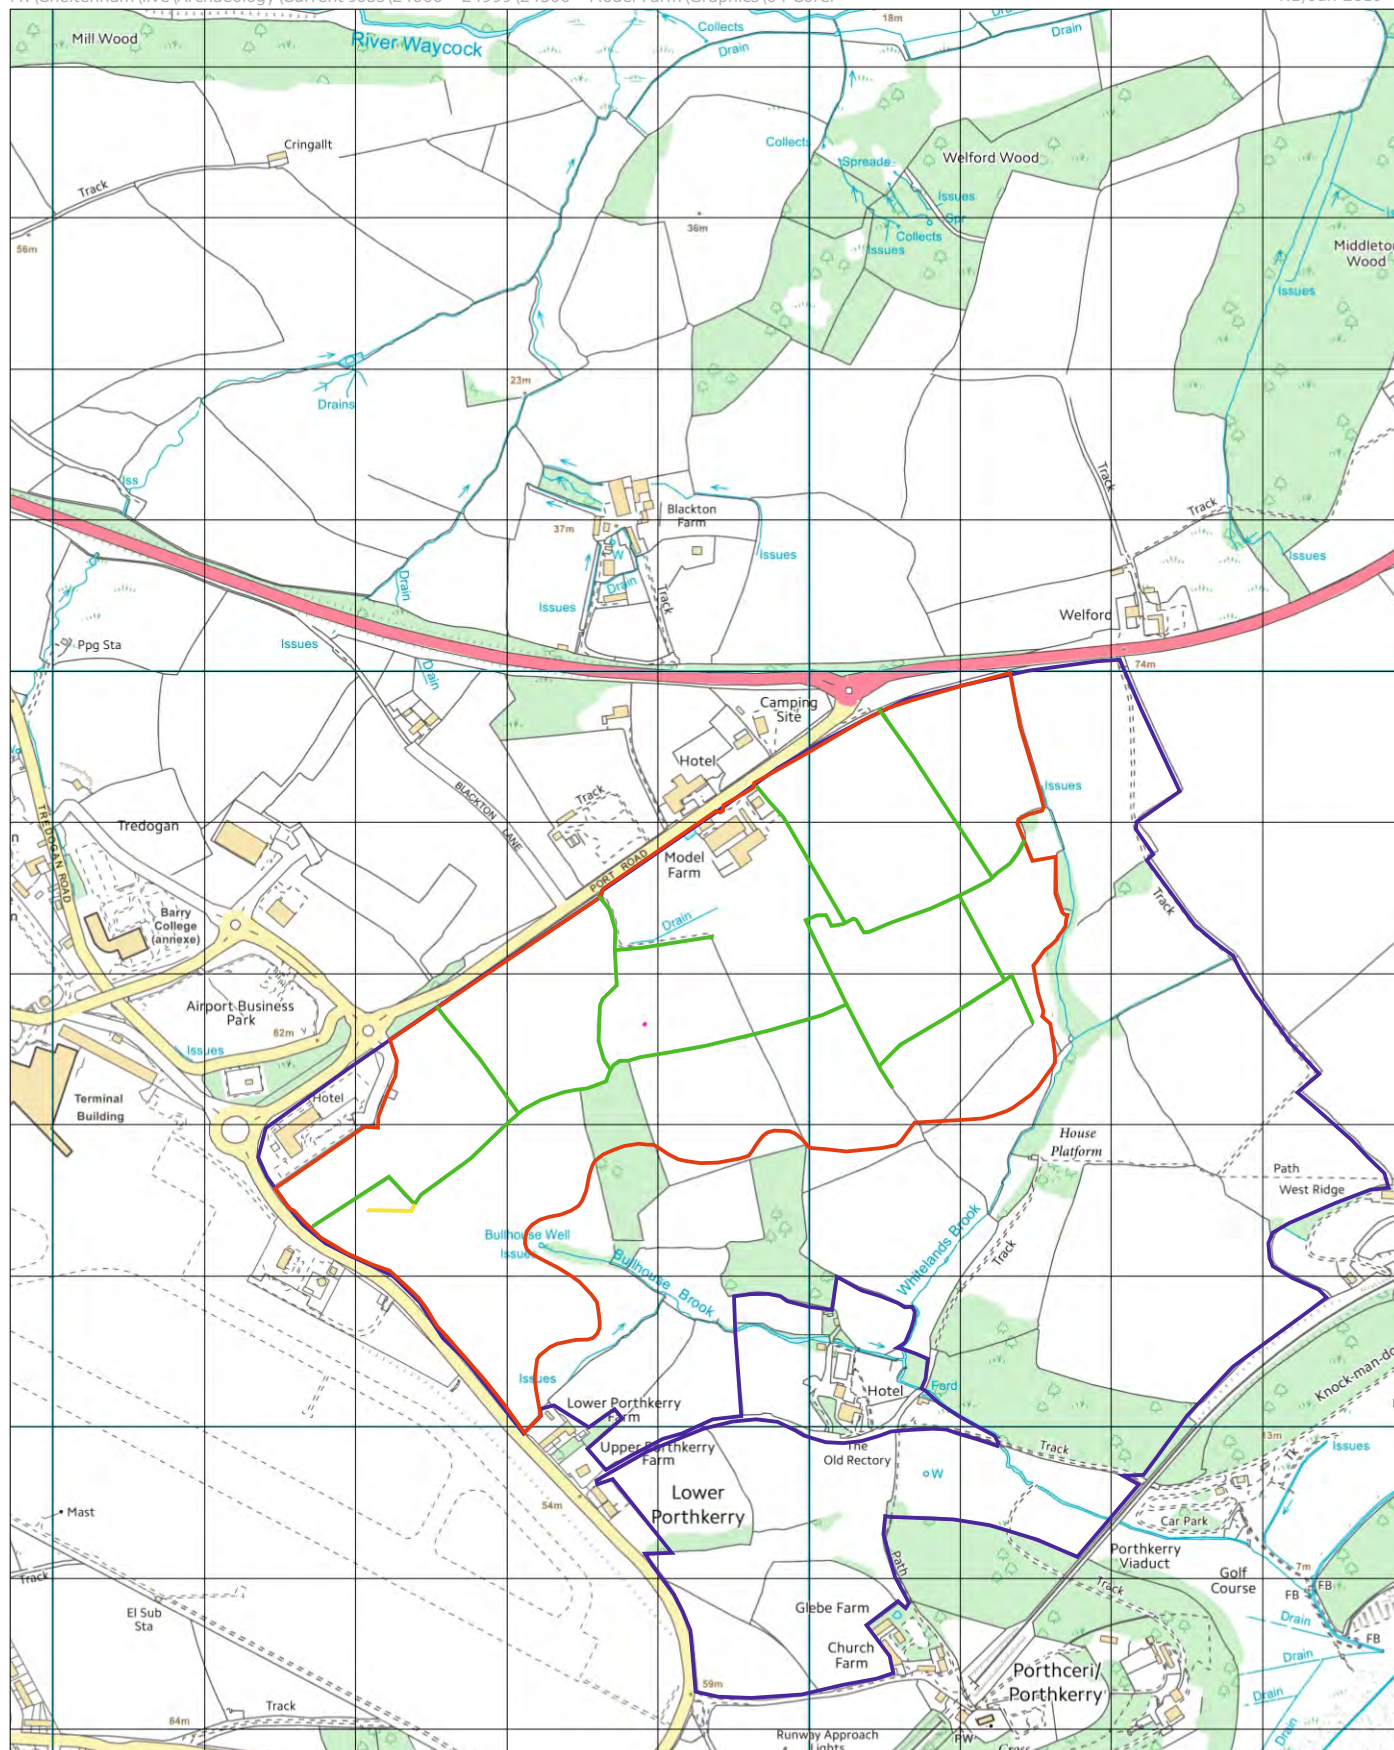 Mill Wood
River Waycock
Collects
Drain
18m
Drain
Cringallt
Track
Collects
Spreads
Welford Wood
Issues
Spr
Collects
Issues
36m
56m
Middleton
Wood
Issues
23m
Drains
Iss
Blackton
Farm
37m
W
Drain
Issues
Issues
Track
Track
Track
Issues
Drain
Issues
Drain
Ppg Sta
Welford
74m
Camping
Site
Hotel
Track
BLACKTON LANE
Tredogan
TREDOGAN ROAD
PORT ROAD
Model
Farm
Issues
Track
Drain
Barry
College
(annexe)
Airport Business
Park
62m
Issues
Hotel
Terminal
Building
House
Platform
Path
West Ridge
Bullhouse Well
Issues
Bullhouse Brook
Whitelands Brook
Track
Issues
Lower Porthkerry
Farm
Upper Porthkerry
Farm
Hotel
Ford
The
Old Rectory
Track
W
Knock-man-do
13m
Issues
Tk
54m
Lower
Porthkerry
Mast
Track
Car Park
Porthkerry
Viaduct
Golf
Course
7m
FB
FB
Drain
FB
Drain
Drain
Drain
Path
Track
El Sub
Sta
Glebe Farm
Church
Farm
Porthceri/
Porthkerry
59m
64m
Track
Runway Approach
Lights
PW